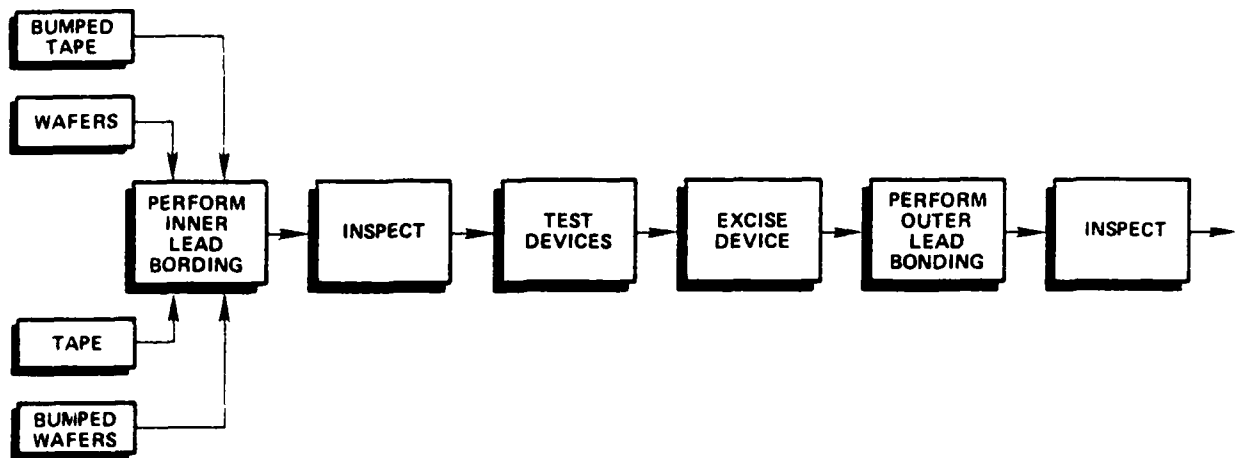 BUMPED
TAPE
WAFERS
PERFORM
INNER
LEAD
BORDING
INSPECT
TEST
DEVICES
EXCISE
DEVICE
PERFORM
OUTER
LEAD
BONDING
INSPECT
TAPE
BUMPED
WAFERS